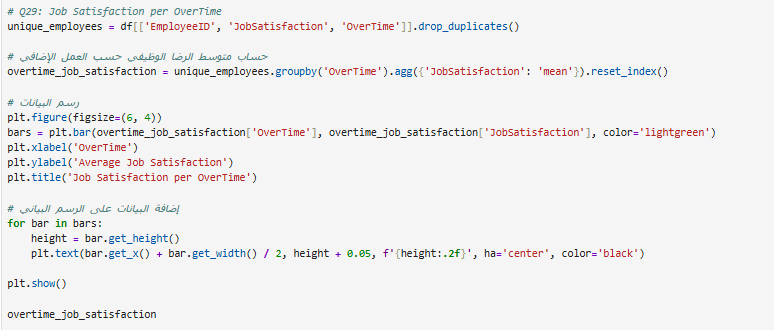 # Q29: Job Satisfaction per OverTime
unique_employees = df[['EmployeeID', 'JobSatisfaction', 'OverTime']].drop_duplicates()
# حساب متوسط الرضا الوظيفي حسب العمل الإضافي
overtime_job_satisfaction = unique_employees.groupby('OverTime').agg({'JobSatisfaction': 'mean'}).reset_index()
# رسم البيانات
plt.figure(figsize=(6, 4))
bars = plt.bar(overtime_job_satisfaction['OverTime'], overtime_job_satisfaction['JobSatisfaction'], color='lightgreen')
plt.xlabel('OverTime')
plt.ylabel('Average Job Satisfaction')
plt.title('Job Satisfaction per OverTime')
# إضافة البيانات على الرسم البياني
for bar in bars:
    height = bar.get_height()
    plt.text(bar.get_x() + bar.get_width() / 2, height + 0.05, f'{height:.2f}', ha='center', color='black')
plt.show()
overtime_job_satisfaction